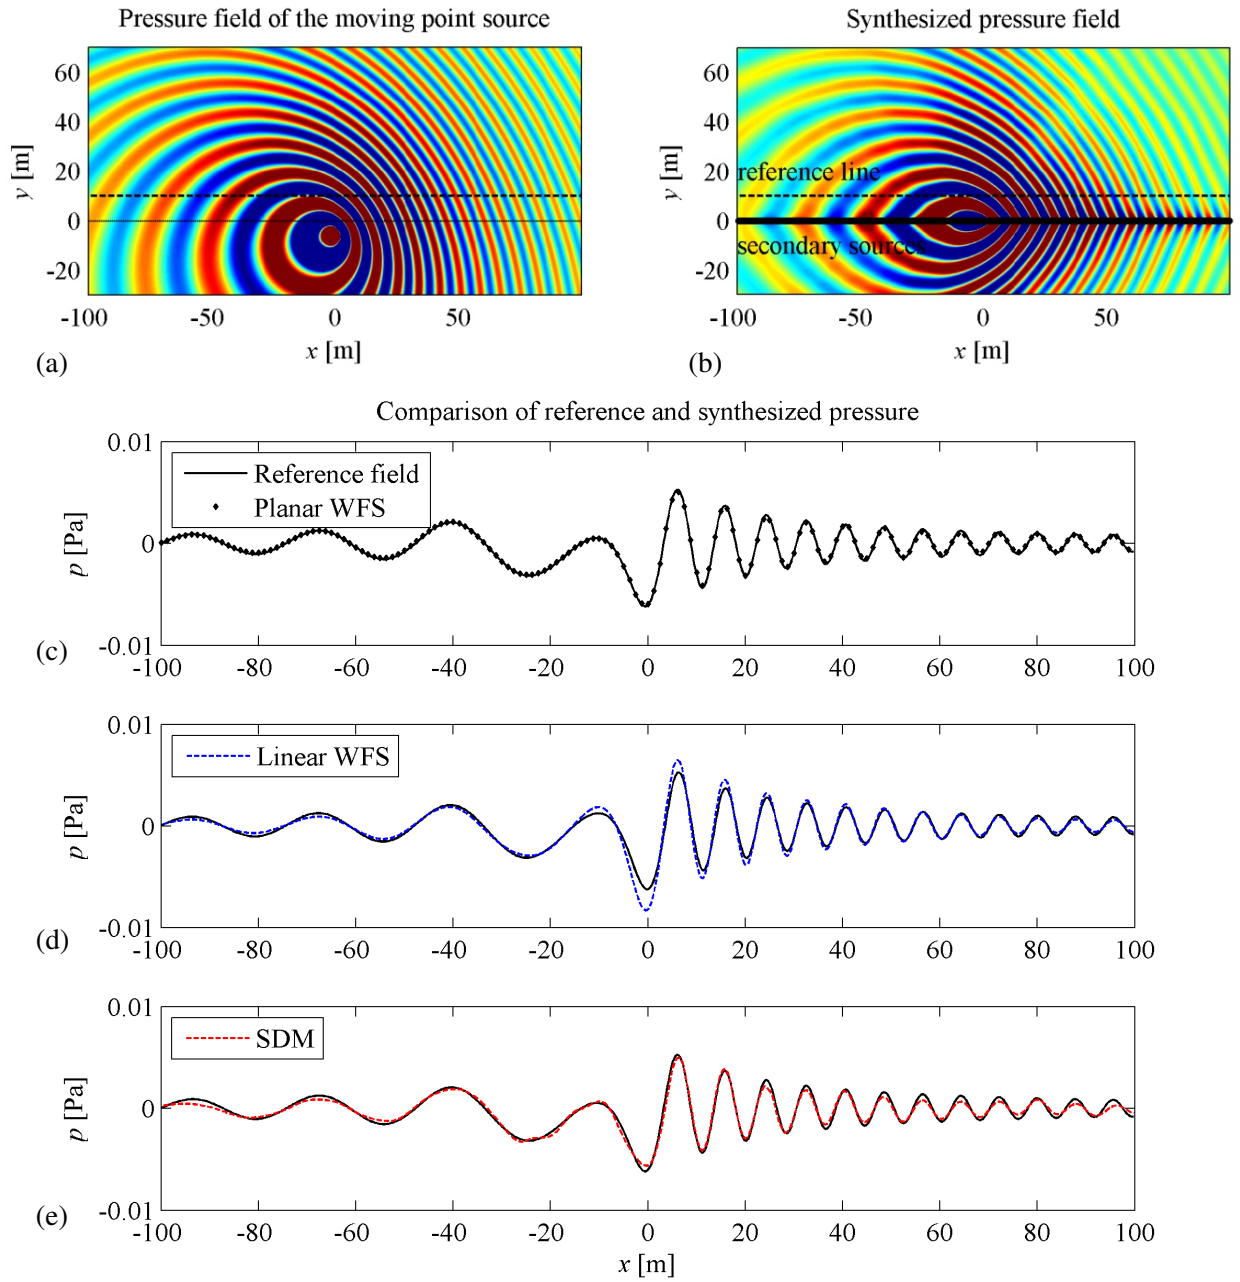 Pressure field of the moving point source
60
40
20
0
-20
y [m]
-100 -50 0 50
x [m]
(a)
Synthesized pressure field
60
40
20
0
-20
y [m]
reference line
secondary sources
-100 -50 0 50
x [m]
(b)
Comparison of reference and synthesized pressure
0.01
0
-0.01
p [Pa]
Reference field
Planar WFS
-100 -80 -60 -40 -20 0 20 40 60 80 100
(c)
0.01
0
-0.01
p [Pa]
Linear WFS
-100 -80 -60 -40 -20 0 20 40 60 80 100
(d)
0.01
0
-0.01
p [Pa]
SDM
-100 -80 -60 -40 -20 0 20 40 60 80 100
x [m]
(e)